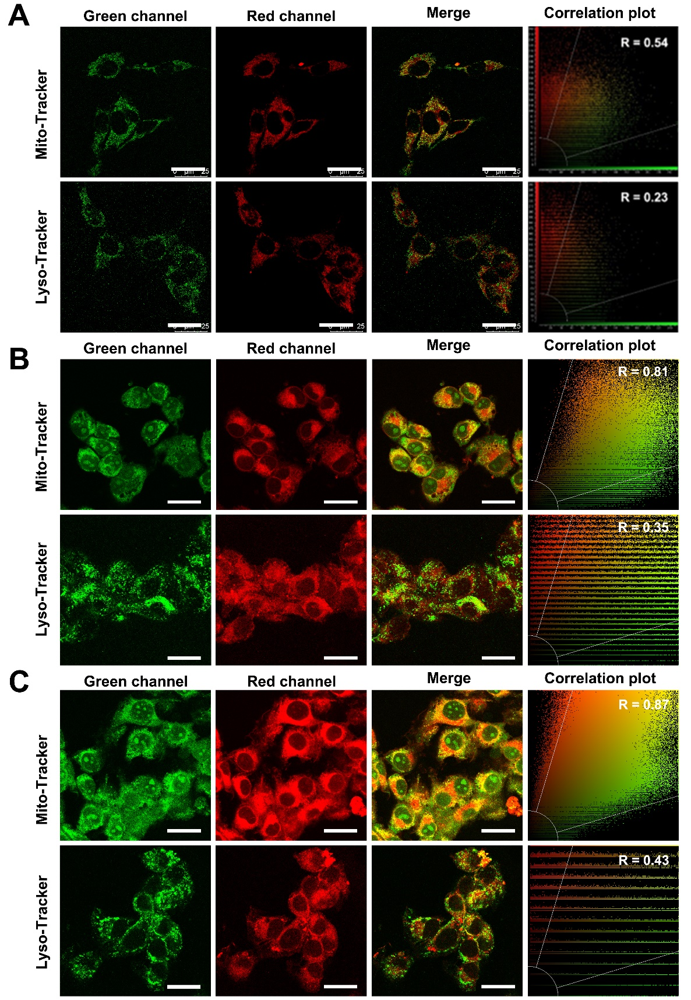 A
Green channel
Red channel
Merge
Correlation plot
Mito-Tracker
R = 0.54
0 µm 25
0 µm 25
0 µm 25
Lyso-Tracker
R = 0.23
0 µm 25
0 µm 25
0 µm 25
B
Green channel
Red channel
Merge
Correlation plot
Mito-Tracker
R = 0.81
Lyso-Tracker
R = 0.35
C
Green channel
Red channel
Merge
Correlation plot
Mito-Tracker
R = 0.87
Lyso-Tracker
R = 0.43